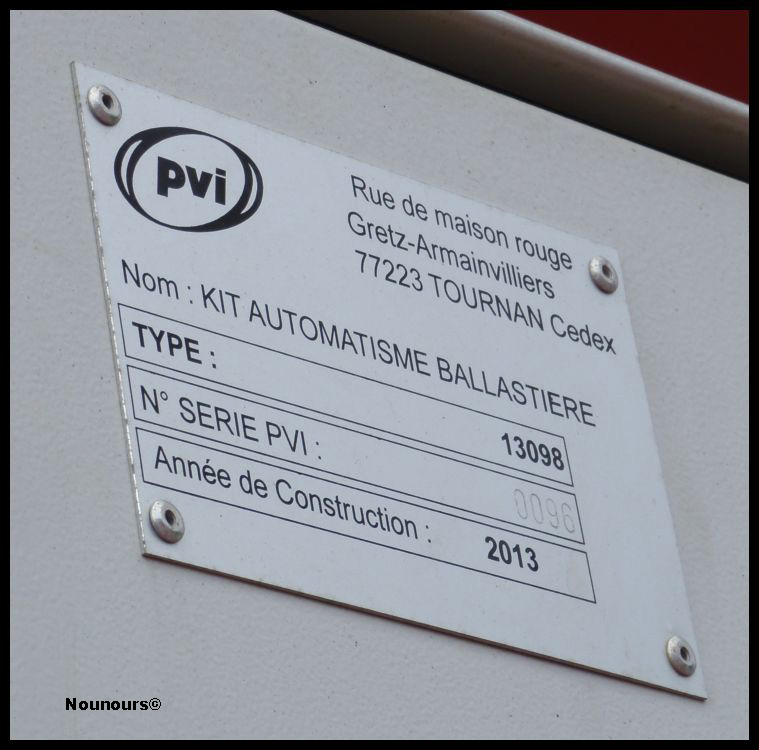 pvi
Rue de maison rouge
Gretz-Armainvilliers
77223 TOURNAN Cedex
Nom : KIT AUTOMATISME BALLASTIERE
TYPE : 13098
N° SERIE PVI : 0096
Année de Construction : 2013
Nounours©